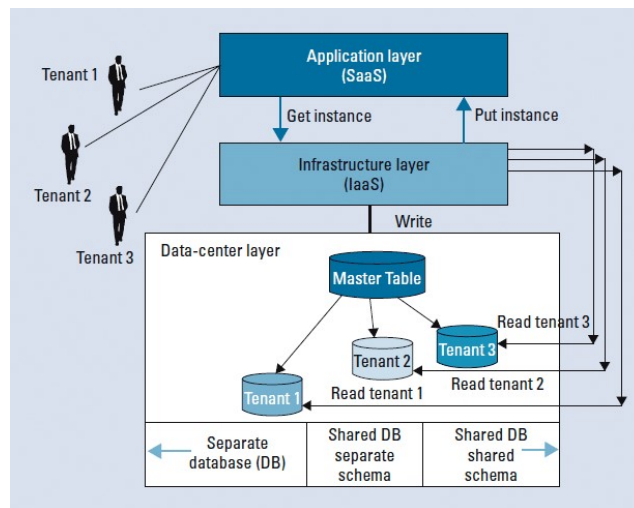 Application layer
(SaaS)
Tenant 1
Get instance
Put instance
Infrastructure layer
(IaaS)
Tenant 2
Write
Tenant 3
Data-center layer
Master Table
Read tenant 3
Tenant 3
Tenant 2
Read tenant 2
Read tenant 1
Tenant 1
Separate
database (DB)
Shared DB
separate
schema
Shared DB
shared
schema